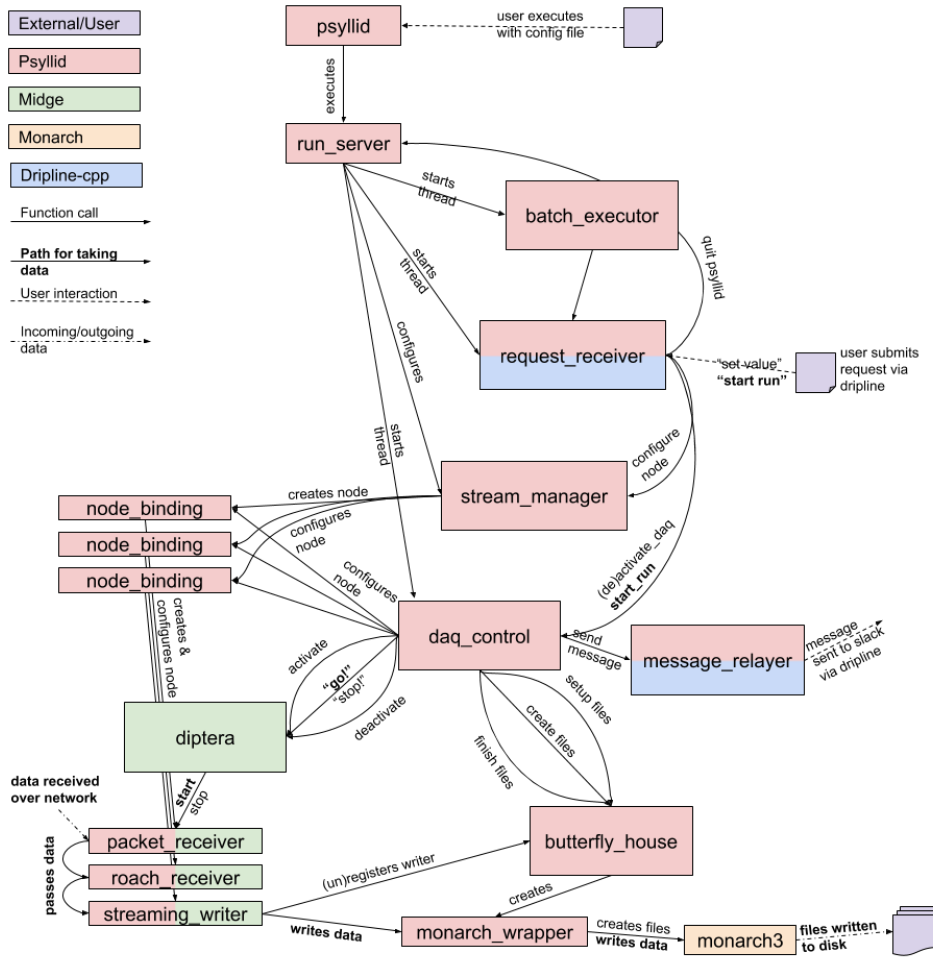 External/User
Psyllid
Midge
Monarch
Dripline-cpp
Function call
Path for taking
data
User interaction
Incoming/outgoing
data
psyllid
user executes
with config file
executes
run_server
starts
thread
batch_executor
starts
thread
quit psyllid
configures
request_receiver
“set value”
“start run”
user submits
request via
dripline
starts
thread
configure
node
stream_manager
creates node
node_binding
configures
node
node_binding
node_binding
configures
node
(de)activate_daq
start_run
creates &
configures node
daq_control
send
message
message_relayer
message
sent to slack
via dripline
activate
“go!”
“stop!”
deactivate
setup files
create files
finish files
diptera
start
stop
data received
over network
packet_receiver
passes data
roach_receiver
streaming_writer
(un)registers writer
butterfly_house
creates
writes data
monarch_wrapper
creates files
writes data
monarch3
files written
to disk